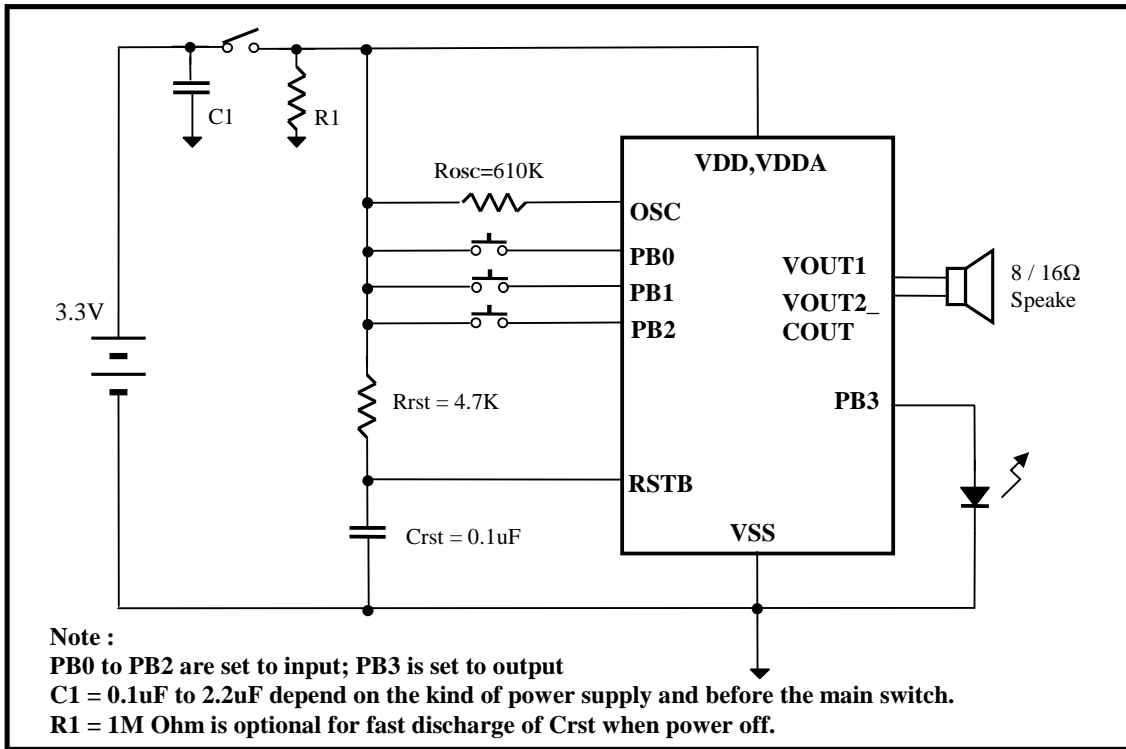 C1
R1
Rosc=610K
VDD,VDDA
OSC
PB0
PB1
PB2
VOUT1
VOUT2_
COUT
8 / 16Ω
Speake
3.3V
Rrst = 4.7K
PB3
RSTB
Crst = 0.1uF
VSS
Note :
PB0 to PB2 are set to input; PB3 is set to output
C1 = 0.1uF to 2.2uF depend on the kind of power supply and before the main switch.
R1 = 1M Ohm is optional for fast discharge of Crst when power off.